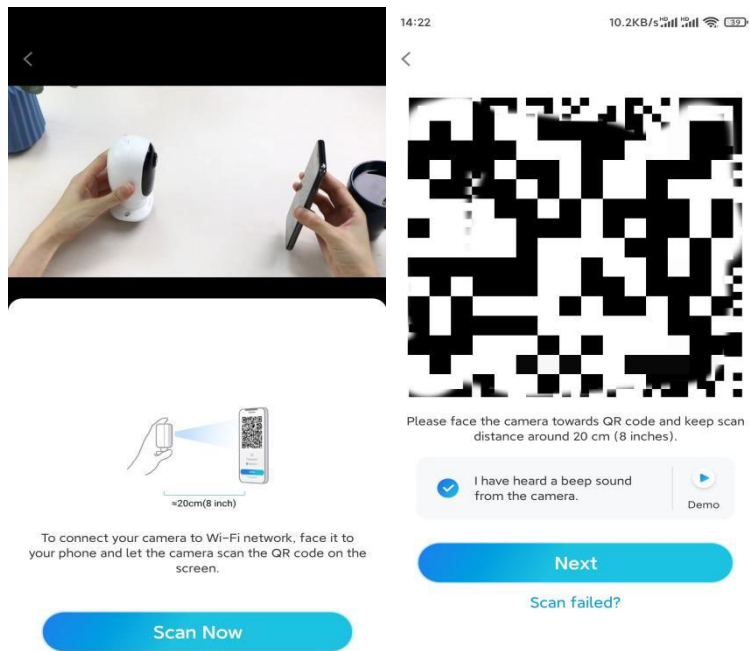 ≈20cm(8 inch)
To connect your camera to Wi-Fi network, face it to
your phone and let the camera scan the QR code on the
screen.
Scan Now
14:22
10.2KB/s HD HD 39
Please face the camera towards QR code and keep scan
distance around 20 cm (8 inches).
I have heard a beep sound
from the camera.
Demo
Next
Scan failed?